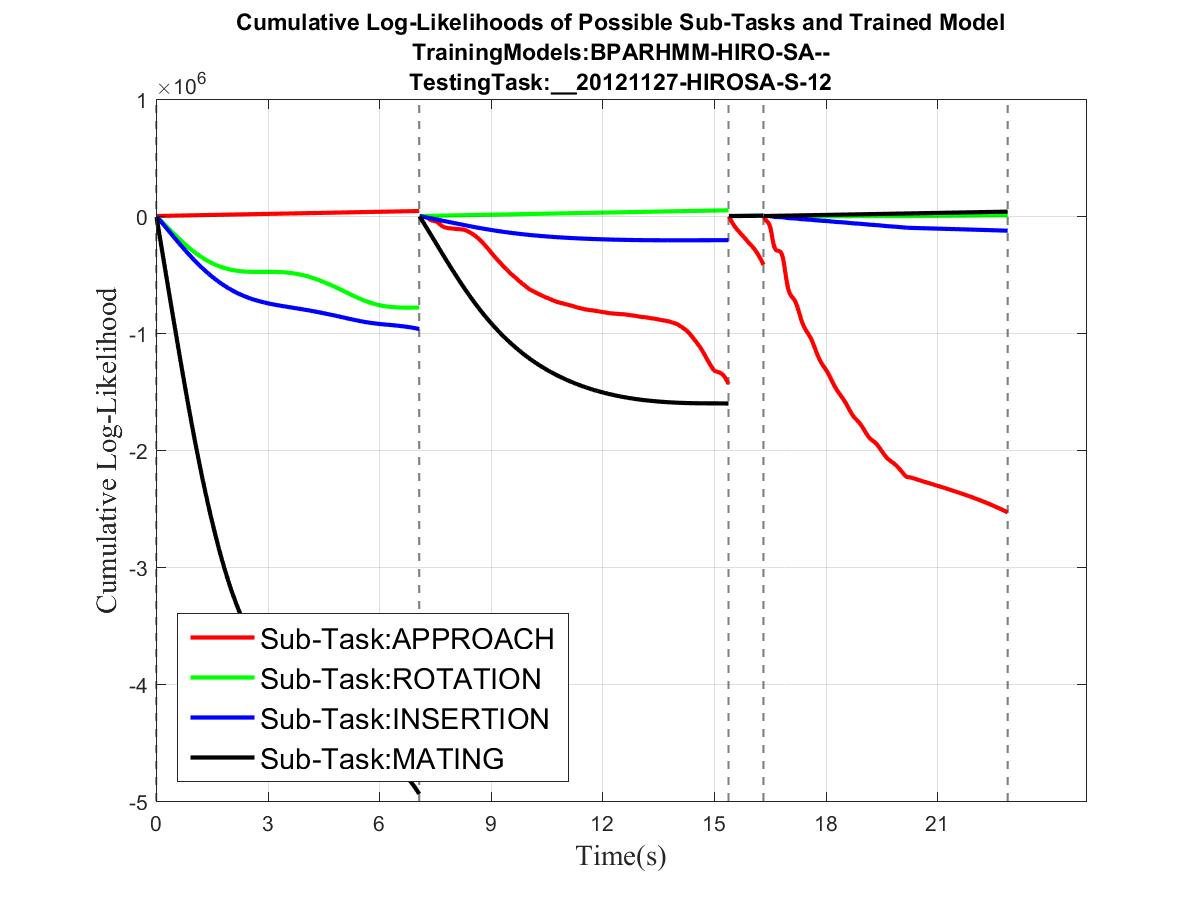 Cumulative Log-Likelihoods of Possible Sub-Tasks and Trained Model
TrainingModels:BPARHMM-HIRO-SA--
TestingTask:__20121127-HIROSA-S-12
×10⁶
1
0
-1
-2
-3
-4
-5
Cumulative Log-Likelihood
Sub-Task:APPROACH
Sub-Task:ROTATION
Sub-Task:INSERTION
Sub-Task:MATING
0 3 6 9 12 15 18 21
Time(s)